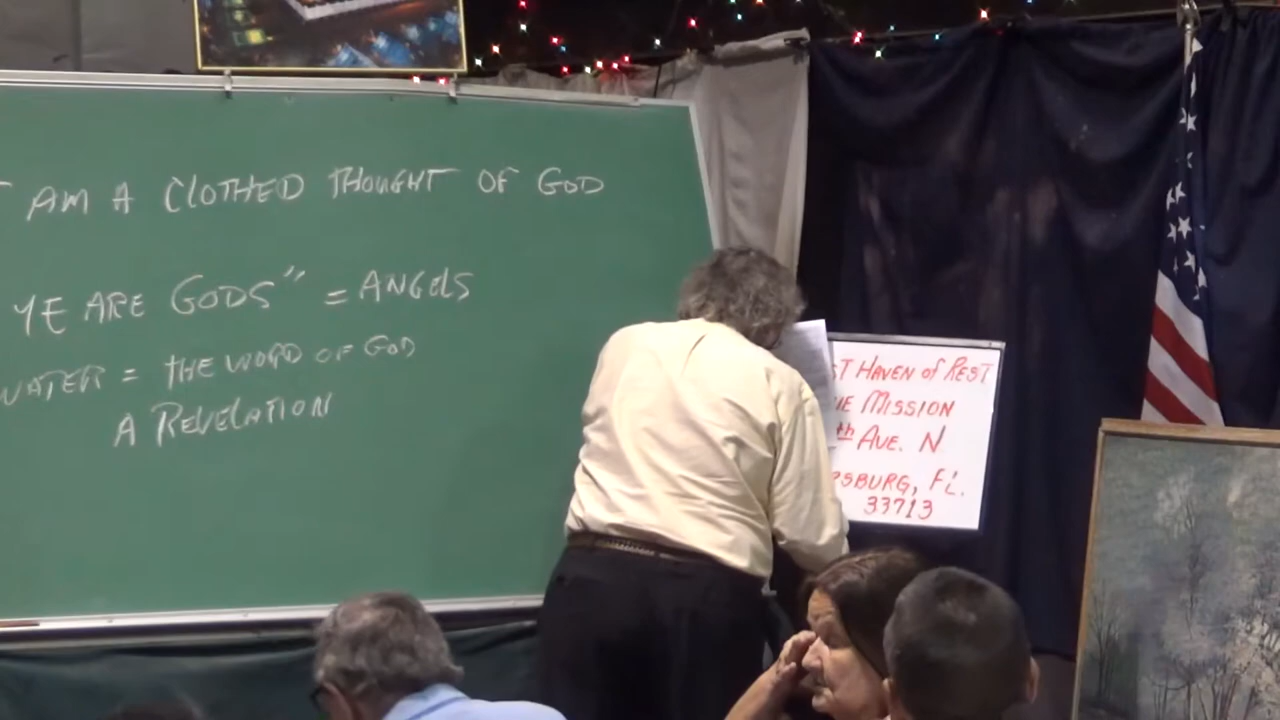 AM A CLOTHED THOUGHT OF GOD
YE ARE GODS" = ANGELS
WATER = THE WORD OF GOD
A REVELATION
ST HAVEN of REST
UE MISSION
th AVE. N
RSBURG, FL.
33713